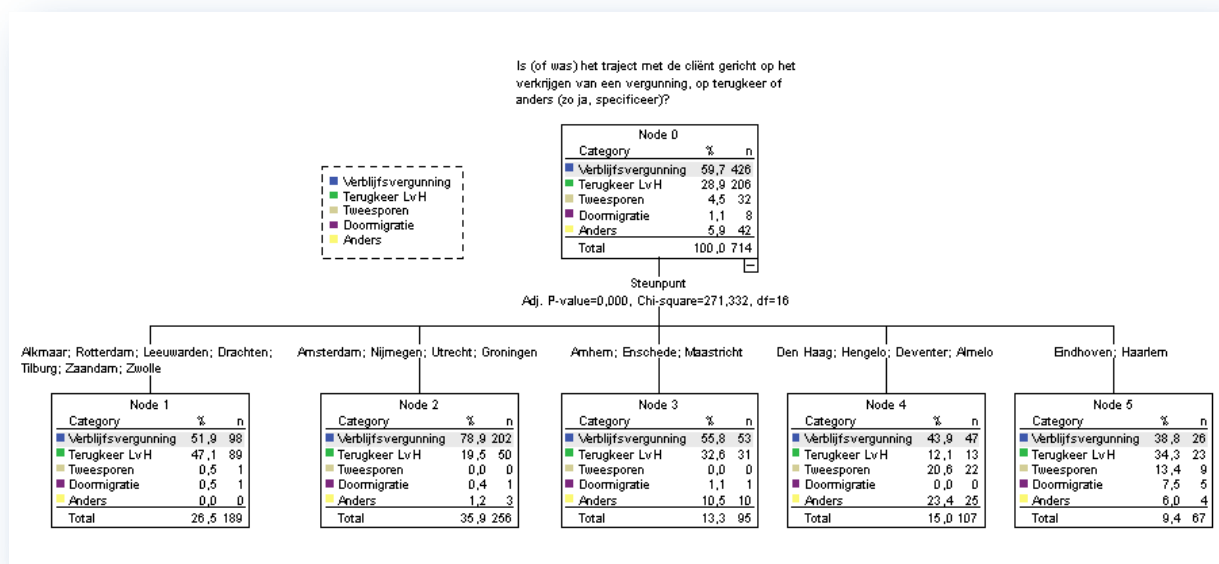 Is (of was) het traject met de cliënt gericht op het
verkrijgen van een vergunning, op terugkeer of
anders (zo ja, specificeer)?
Node 0
Category % n
Verblijfsvergunning 59,7 426
Terugkeer LvH 28,9 206
Tweesporen 4,5 32
Doormigratie 1,1 8
Anders 5,9 42
Total 100,0 714
Verblijfsvergunning
Terugkeer LvH
Tweesporen
Doormigratie
Anders
Steunpunt
Adj. P-value=0,000, Chi-square=271,332, df=16
Alkmaar; Rotterdam; Leeuwarden; Drachten;
Tilburg; Zaandam; Zwolle
Node 1
Category % n
Verblijfsvergunning 51,9 98
Terugkeer LvH 47,1 89
Tweesporen 0,5 1
Doormigratie 0,5 1
Anders 0,0 0
Total 26,5 189
Amsterdam; Nijmegen; Utrecht; Groningen
Node 2
Category % n
Verblijfsvergunning 78,9 202
Terugkeer LvH 19,5 50
Tweesporen 0,0 0
Doormigratie 0,4 1
Anders 1,2 3
Total 35,9 256
Arnhem; Enschede; Maastricht
Node 3
Category % n
Verblijfsvergunning 55,8 53
Terugkeer LvH 32,6 31
Tweesporen 0,0 0
Doormigratie 1,1 1
Anders 10,5 10
Total 13,3 95
Den Haag; Hengelo; Deventer; Almelo
Node 4
Category % n
Verblijfsvergunning 43,9 47
Terugkeer LvH 12,1 13
Tweesporen 20,6 22
Doormigratie 0,0 0
Anders 23,4 25
Total 15,0 107
Eindhoven; Haarlem
Node 5
Category % n
Verblijfsvergunning 38,8 26
Terugkeer LvH 34,3 23
Tweesporen 13,4 9
Doormigratie 7,5 5
Anders 6,0 4
Total 9,4 67